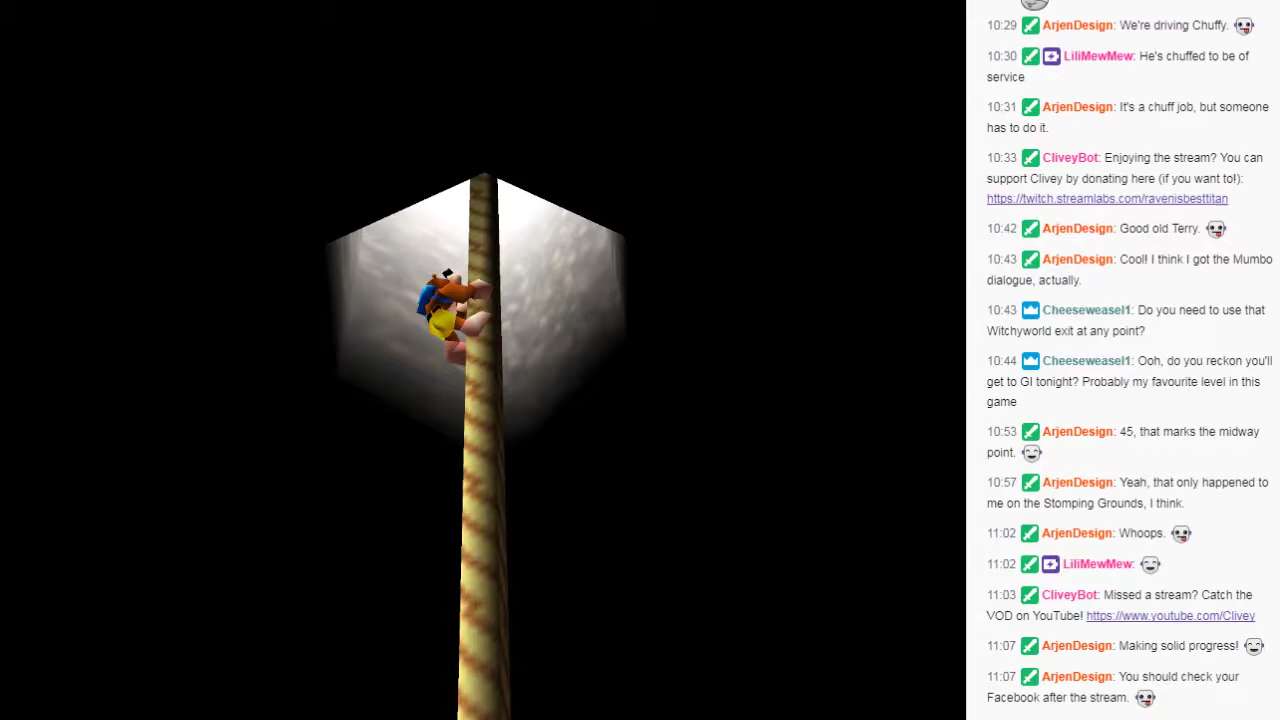 10:29 ArjenDesign: We're driving Chuffy.
10:30 LiliMewMew: He's chuffed to be of
service
10:31 ArjenDesign: It's a chuff job, but someone
has to do it.
10:33 CliveyBot: Enjoying the stream? You can
support Clivey by donating here (if you want to!):
https://twitch.streamlabs.com/ravenisbesttitan
10:42 ArjenDesign: Good old Terry.
10:43 ArjenDesign: Cool! I think I got the Mumbo
dialogue, actually.
10:43 Cheeseweasel1: Do you need to use that
Witchyworld exit at any point?
10:44 Cheeseweasel1: Ooh, do you reckon you'll
get to GI tonight? Probably my favourite level in this
game
10:53 ArjenDesign: 45, that marks the midway
point.
10:57 ArjenDesign: Yeah, that only happened to
me on the Stomping Grounds, I think.
11:02 ArjenDesign: Whoops.
11:02 LiliMewMew:
11:03 CliveyBot: Missed a stream? Catch the
VOD on YouTube! https://www.youtube.com/Clivey
11:07 ArjenDesign: Making solid progress!
11:07 ArjenDesign: You should check your
Facebook after the stream.